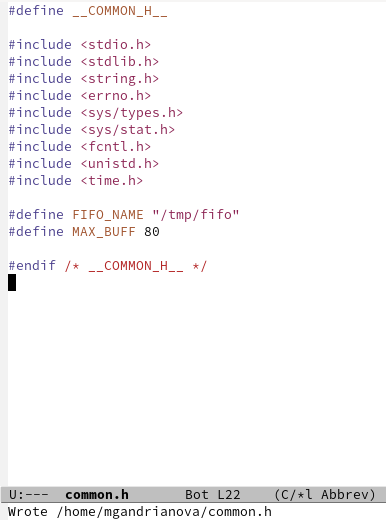 #define __COMMON_H__
#include <stdio.h>
#include <stdlib.h>
#include <string.h>
#include <errno.h>
#include <sys/types.h>
#include <sys/stat.h>
#include <fcntl.h>
#include <unistd.h>
#include <time.h>
#define FIFO_NAME "/tmp/fifo"
#define MAX_BUFF 80
#endif /* __COMMON_H__ */
U:--- common.h Bot L22 (C/*l Abbrev)
Wrote /home/mgandrianova/common.h